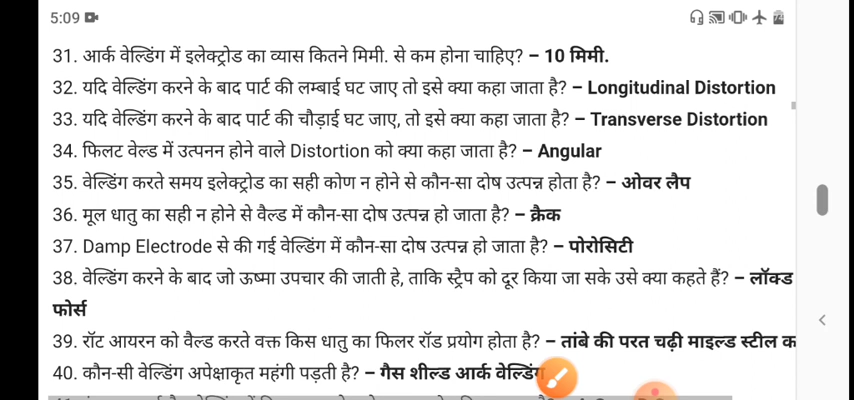 5:09
31. आर्क वेल्डिंग में इलेक्ट्रोड का व्यास कितने मिमी. से कम होना चाहिए? – 10 मिमी.
32. यदि वेल्डिंग करने के बाद पार्ट की लम्बाई घट जाए तो इसे क्या कहा जाता है? – Longitudinal Distortion
33. यदि वेल्डिंग करने के बाद पार्ट की चौड़ाई घट जाए, तो इसे क्या कहा जाता है? – Transverse Distortion
34. फिलट वेल्ड में उत्पनन होने वाले Distortion को क्या कहा जाता है? – Angular
35. वेल्डिंग करते समय इलेक्ट्रोड का सही कोण न होने से कौन-सा दोष उत्पन्न होता है? – ओवर लैप
36. मूल धातु का सही न होने से वैल्ड में कौन-सा दोष उत्पन्न हो जाता है? – क्रैक
37. Damp Electrode से की गई वेल्डिंग में कौन-सा दोष उत्पन्न हो जाता है? – पोरोसिटी
38. वेल्डिंग करने के बाद जो ऊष्मा उपचार की जाती हे, ताकि स्ट्रैप को दूर किया जा सके उसे क्या कहते हैं? – लॉक्ड
फोर्स
39. रॉट आयरन को वैल्ड करते वक्त किस धातु का फिलर रॉड प्रयोग होता है? – तांबे की परत चढ़ी माइल्ड स्टील क
40. कौन-सी वेल्डिंग अपेक्षाकृत महंगी पड़ती है? – गैस शील्ड आर्क वेल्डिंग